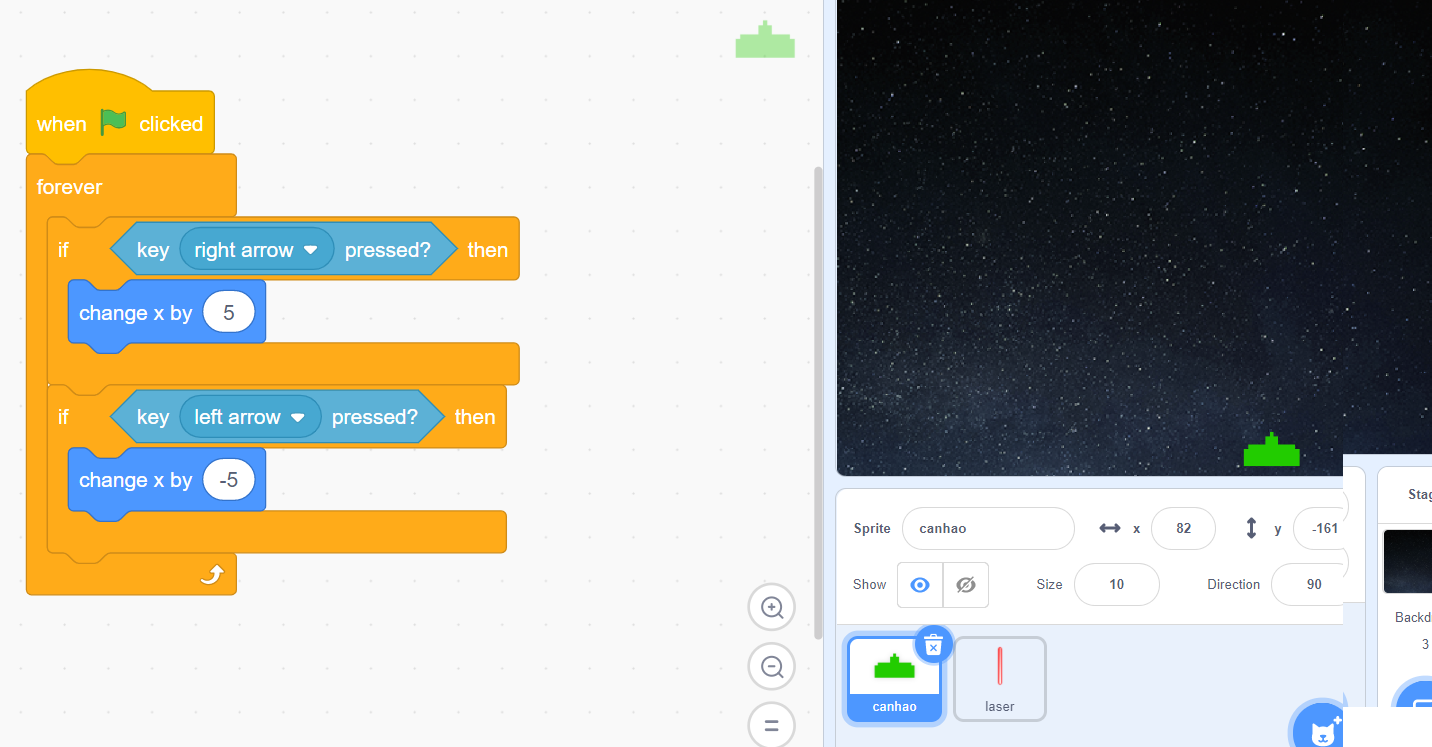 when clicked
forever
if key right arrow pressed? then
change x by 5
if key left arrow pressed? then
change x by -5
Sprite canhao x 82 y -161
Show Size 10 Direction 90
canhao
laser
Stag
Backd
3